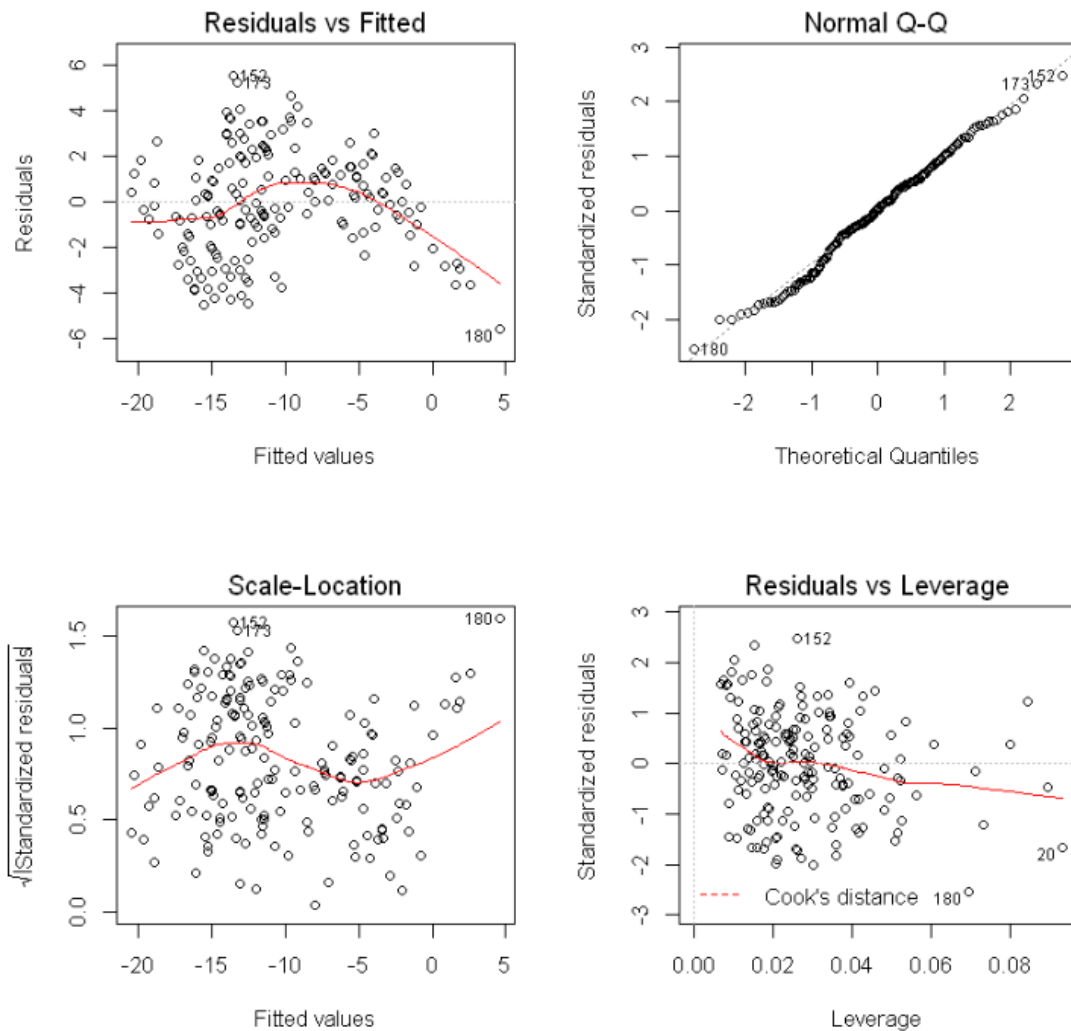 Residuals vs Fitted
Residuals
6
4
2
0
-2
-4
-6
152
173
180
-20 -15 -10 -5 0 5
Fitted values
Normal Q-Q
Standardized residuals
3
2
1
0
-1
-2
173 152
180
-2 -1 0 1 2
Theoretical Quantiles
Scale-Location
√|Standardized residuals|
1.5
1.0
0.5
0.0
152
173
180
-20 -15 -10 -5 0 5
Fitted values
Residuals vs Leverage
Standardized residuals
3
2
1
0
-1
-2
-3
152
20
180
Cook's distance
0.00 0.02 0.04 0.06 0.08
Leverage